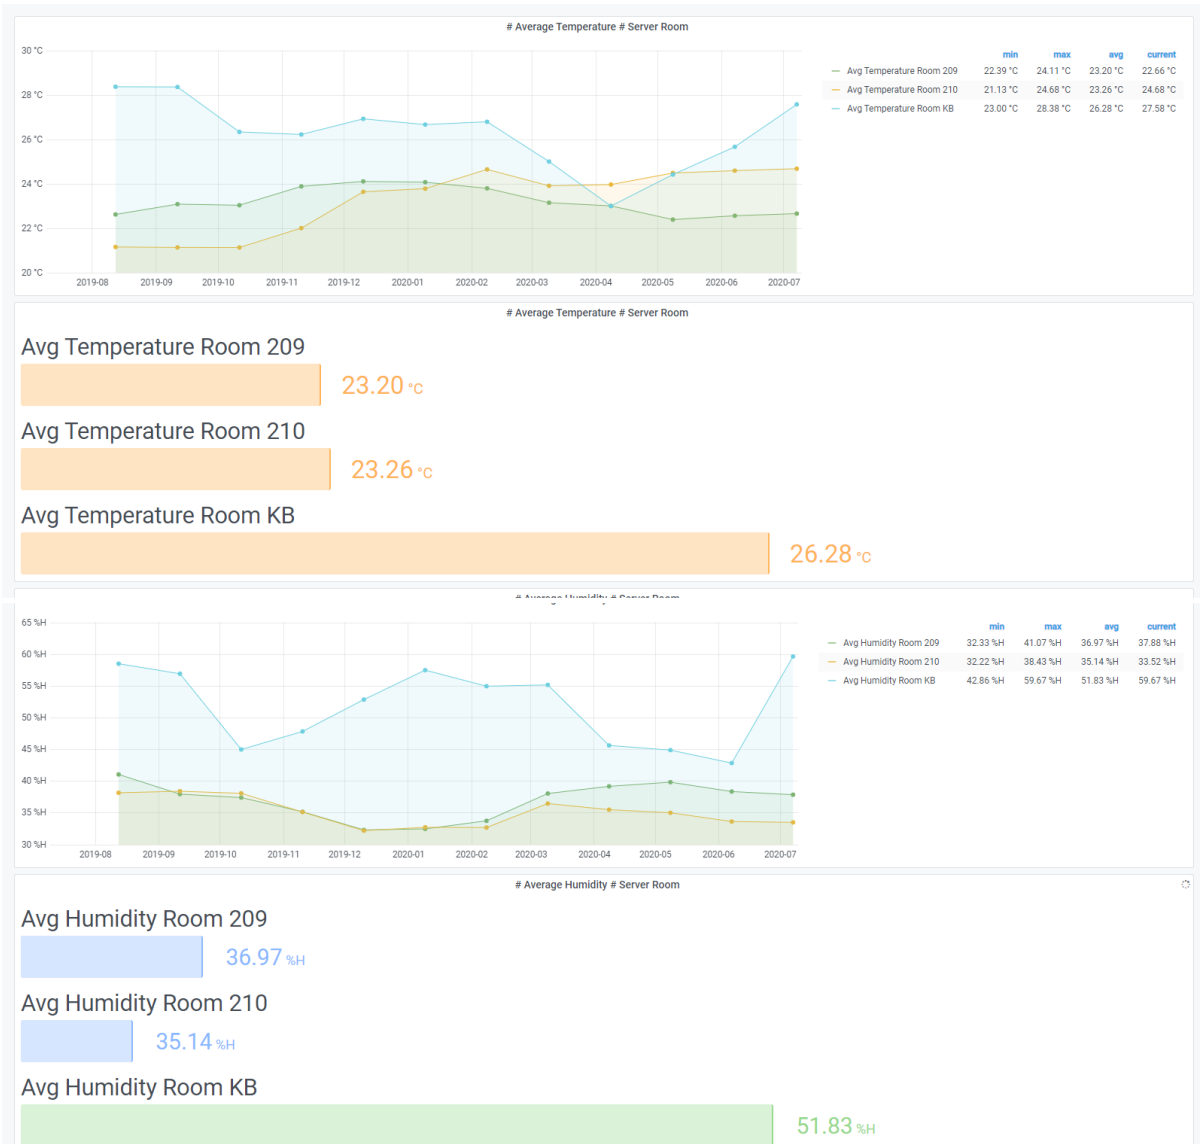 # Average Temperature # Server Room
30 °C
28 °C
26 °C
24 °C
22 °C
20 °C
2019-08 2019-09 2019-10 2019-11 2019-12 2020-01 2020-02 2020-03 2020-04 2020-05 2020-06 2020-07
min max avg current
Avg Temperature Room 209 22.39 °C 24.11 °C 23.20 °C 22.66 °C
Avg Temperature Room 210 21.13 °C 24.68 °C 23.26 °C 24.68 °C
Avg Temperature Room KB 23.00 °C 28.38 °C 26.28 °C 27.58 °C
# Average Temperature # Server Room
Avg Temperature Room 209
23.20 °C
Avg Temperature Room 210
23.26 °C
Avg Temperature Room KB
26.28 °C
# Average Humidity # Server Room
65 %H
60 %H
55 %H
50 %H
45 %H
40 %H
35 %H
30 %H
2019-08 2019-09 2019-10 2019-11 2019-12 2020-01 2020-02 2020-03 2020-04 2020-05 2020-06 2020-07
min max avg current
Avg Humidity Room 209 32.33 %H 41.07 %H 36.97 %H 37.88 %H
Avg Humidity Room 210 32.22 %H 38.43 %H 35.14 %H 33.52 %H
Avg Humidity Room KB 42.86 %H 59.67 %H 51.83 %H 59.67 %H
# Average Humidity # Server Room
Avg Humidity Room 209
36.97 %H
Avg Humidity Room 210
35.14 %H
Avg Humidity Room KB
51.83 %H